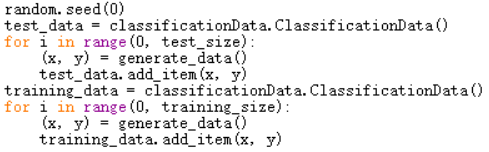 random.seed(0)
test_data = classificationData.ClassificationData()
for i in range(0, test_size):
    (x, y) = generate_data()
    test_data.add_item(x, y)
training_data = classificationData.ClassificationData()
for i in range(0, training_size):
    (x, y) = generate_data()
    training_data.add_item(x, y)